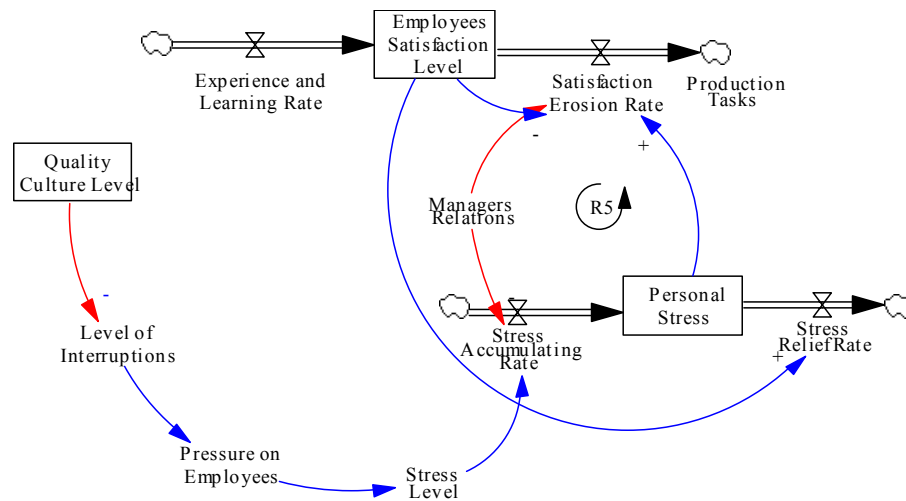 Employees
Satisfaction
Level
Experience and
Learning Rate
Satisfaction
Erosion Rate
Production
Tasks
-
+
Quality
Culture Level
Managers
Relations
R5
-
Level of
Interruptions
-
Personal
Stress
Stress
Accumulating
Rate
Stress
Relief Rate
+
Pressure on
Employees
Stress
Level